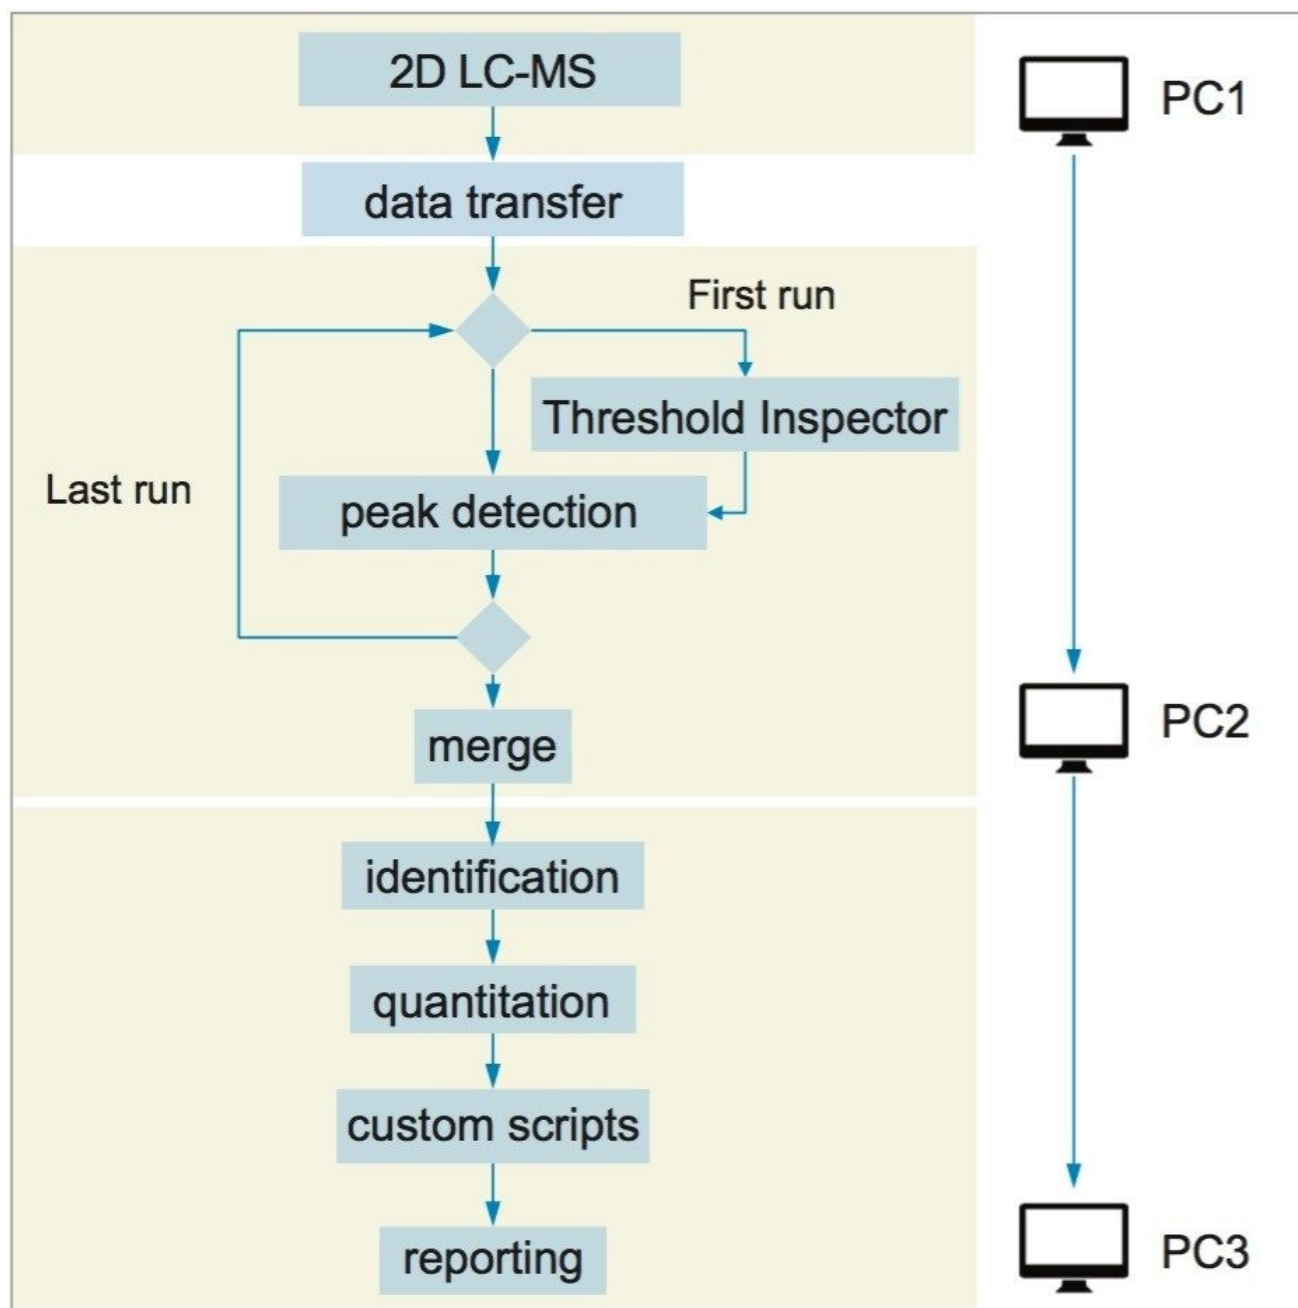 2D LC-MS
PC1
data transfer
First run
Threshold Inspector
Last run
peak detection
PC2
merge
identification
quantitation
custom scripts
reporting
PC3